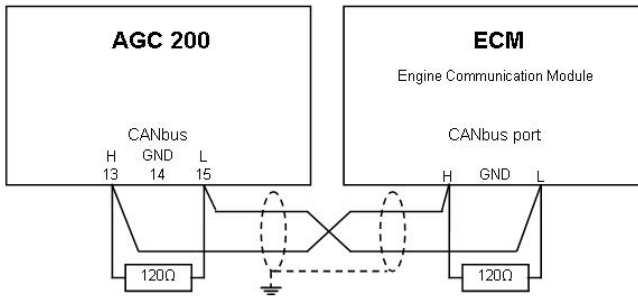 AGC 200
ECM
Engine Communication Module
CANbus
CANbus port
H GND L
13 14 15
H GND L
120Ω
120Ω